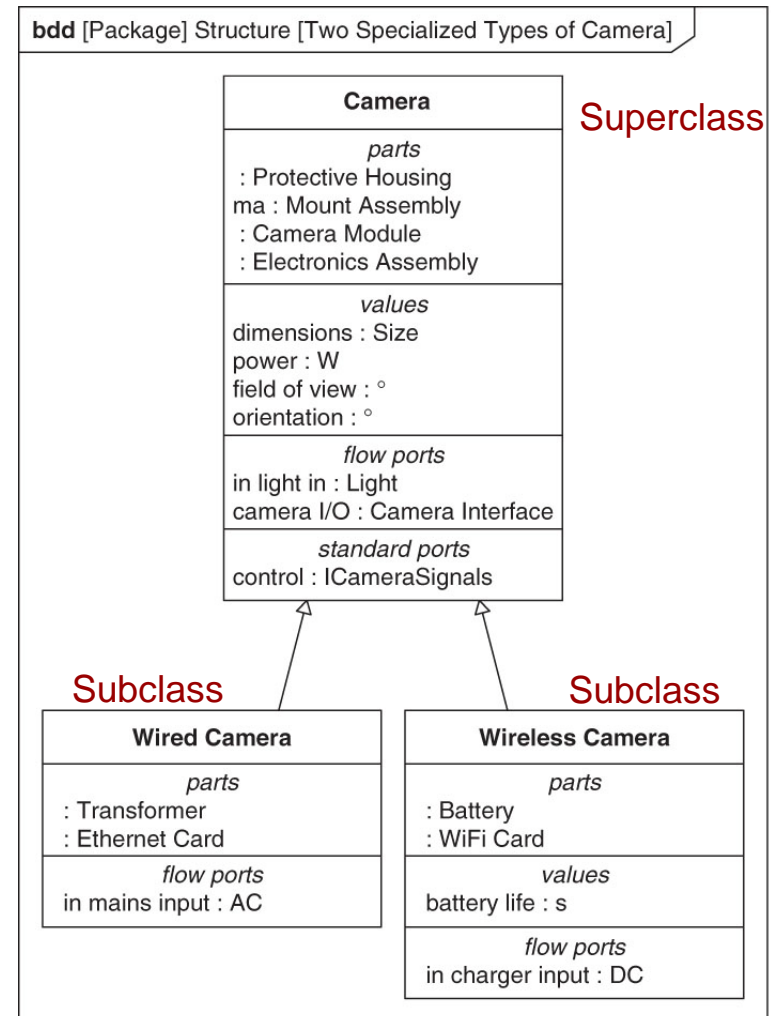 bdd [Package] Structure [Two Specialized Types of Camera]
Camera
Superclass
parts
: Protective Housing
ma : Mount Assembly
: Camera Module
: Electronics Assembly
values
dimensions : Size
power : W
field of view : °
orientation : °
flow ports
in light in : Light
camera I/O : Camera Interface
standard ports
control : ICameraSignals
Subclass
Wired Camera
parts
: Transformer
: Ethernet Card
flow ports
in mains input : AC
Subclass
Wireless Camera
parts
: Battery
: WiFi Card
values
battery life : s
flow ports
in charger input : DC